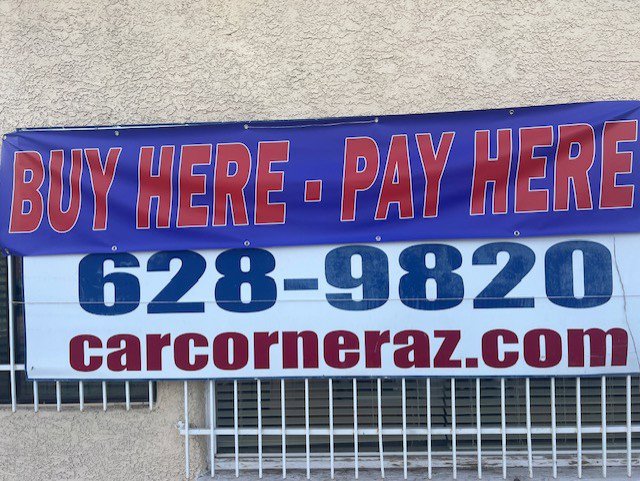 BUY HERE - PAY HERE
628-9820
carcorneraz.com